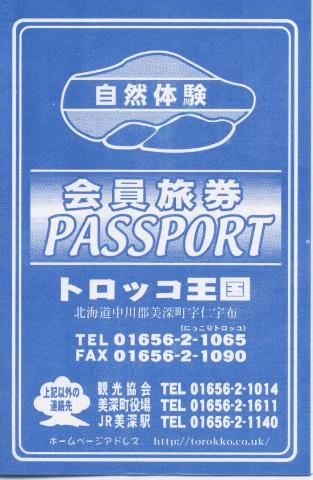 自然体験
会員旅券
PASSPORT
トロッコ王国
北海道中川郡美深町字仁宇布
(にっこりトロッコ)
TEL 01656-2-1065
FAX 01656-2-1090
上記以外の
連絡先
観光協会 TEL 01656-2-1014
美深町役場 TEL 01656-2-1611
JR美深駅 TEL 01656-2-1140
ホームページアドレス http://torokko.co.uk/